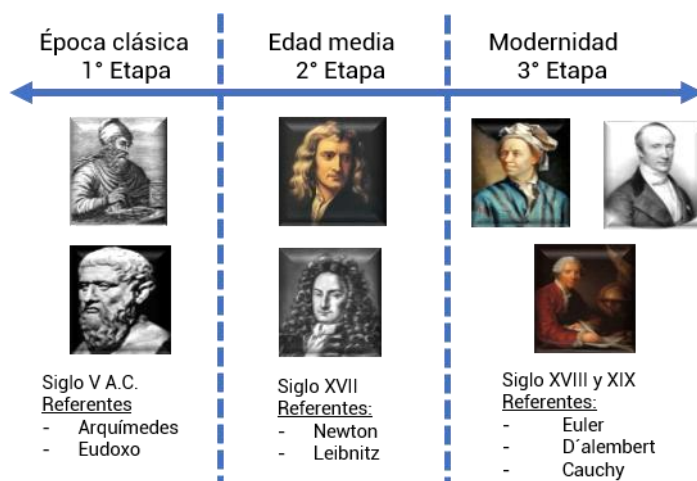 Época clásica
1° Etapa
Edad media
2° Etapa
Modernidad
3° Etapa
Siglo V A.C.
Referentes
- Arquímedes
- Eudoxo
Siglo XVII
Referentes:
- Newton
- Leibnitz
Siglo XVIII y XIX
Referentes:
- Euler
- D´alembert
- Cauchy